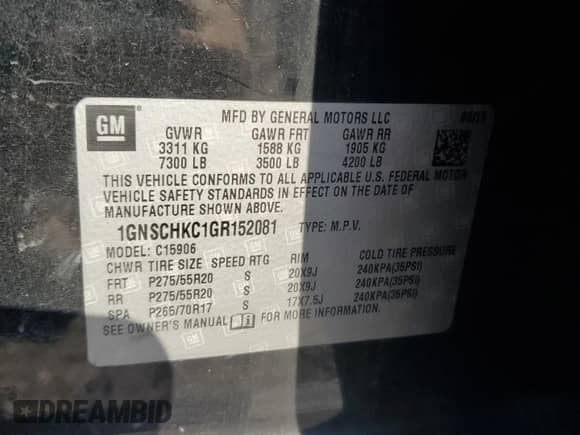 GM
MFD BY GENERAL MOTORS LLC
GVWR GAWR FRT GAWR RR
3311 KG 1588 KG 1905 KG
7300 LB 3500 LB 4200 LB
THIS VEHICLE CONFORMS TO ALL APPLICABLE U.S. FEDERAL MOTOR
VEHICLE SAFETY STANDARDS IN EFFECT ON THE DATE OF
MANUFACTURE SHOWN ABOVE.
1GNSCHKC1GR152081 TYPE: M.P.V.
MODEL: C15906
CHWR TIRE SIZE SPEED RTG RIM COLD TIRE PRESSURE
FRT P275/55R20 S 20X9J 240KPA(35PSI)
RR P275/55R20 S 20X9J 240KPA(35PSI)
SPA P265/70R17 S 17X7.5J 240KPA(35PSI)
SEE OWNER'S MANUAL FOR MORE INFORMATION.
DREAMBID